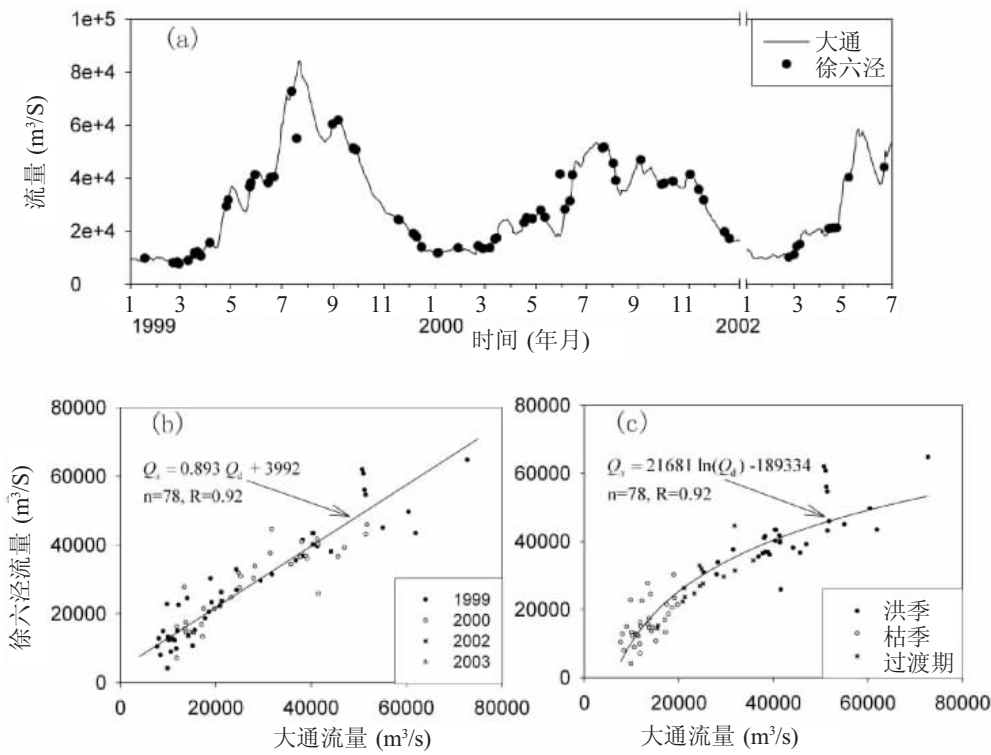 (a)
大通
徐六泾
1e+5
8e+4
6e+4
4e+4
2e+4
0
流量 (m³/S)
1 3 5 7 9 11 1 3 5 7 9 11 1 3 5 7
1999 2000 2002
时间 (年月)
(b)
80000
60000
40000
20000
0
徐六泾流量 (m³/S)
Qₓ = 0.893 Q_d + 3992
n=78, R=0.92
1999
2000
2002
2003
0 20000 40000 60000 80000
大通流量 (m³/s)
(c)
80000
60000
40000
20000
0
Qₓ = 21681 ln(Q_d) -189334
n=78, R=0.92
洪季
枯季
过渡期
0 20000 40000 60000 80000
大通流量 (m³/s)